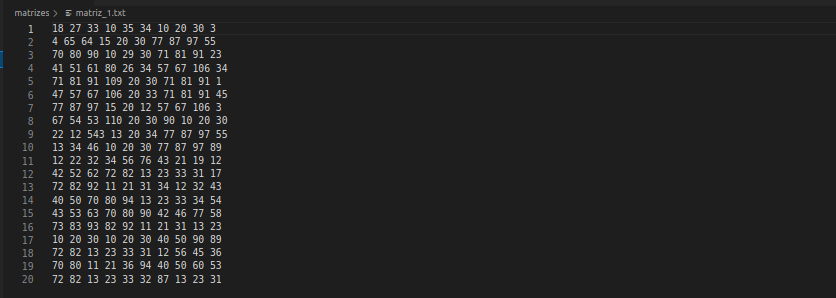 matrizes > matriz_1.txt
1 18 27 33 10 35 34 10 20 30 3
2 4 65 64 15 20 30 77 87 97 55
3 70 80 90 10 29 30 71 81 91 23
4 41 51 61 80 26 34 57 67 106 34
5 71 81 91 109 20 30 71 81 91 1
6 47 57 67 106 20 33 71 81 91 45
7 77 87 97 15 20 12 57 67 106 3
8 67 54 53 110 20 30 90 10 20 30
9 22 12 543 13 20 34 77 87 97 55
10 13 34 46 10 20 30 77 87 97 89
11 12 22 32 34 56 76 43 21 19 12
12 42 52 62 72 82 13 23 33 31 17
13 72 82 92 11 21 31 34 12 32 43
14 40 50 70 80 94 13 23 33 34 54
15 43 53 63 70 80 90 42 46 77 58
16 73 83 93 82 92 11 21 31 13 23
17 10 20 30 10 20 30 40 50 90 89
18 72 82 13 23 33 31 12 56 45 36
19 70 80 11 21 36 94 40 50 60 53
20 72 82 13 23 33 32 87 13 23 31